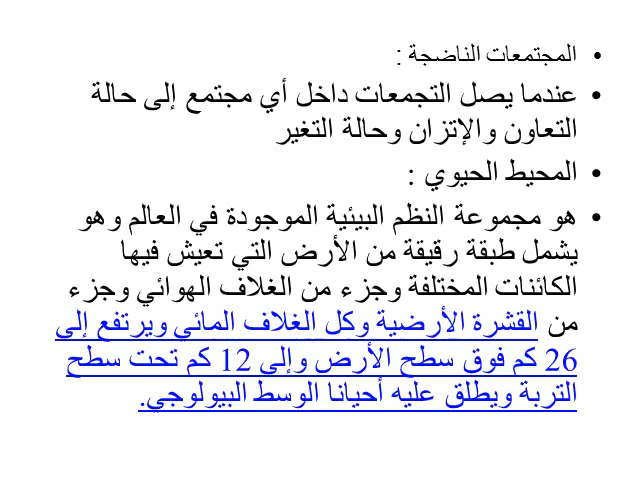 • المجتمعات الناضجة :
• عندما يصل التجمعات داخل أي مجتمع إلى حالة
التعاون والإتزان وحالة التغير
• المحيط الحيوي :
• هو مجموعة النظم البيئية الموجودة في العالم وهو
يشمل طبقة رقيقة من الأرض التي تعيش فيها
الكائنات المختلفة وجزء من الغلاف الهوائي وجزء
من القشرة الأرضية وكل الغلاف المائي ويرتفع إلى
26 كم فوق سطح الأرض وإلى 12 كم تحت سطح
التربة ويطلق عليه أحيانا الوسط البيولوجي.